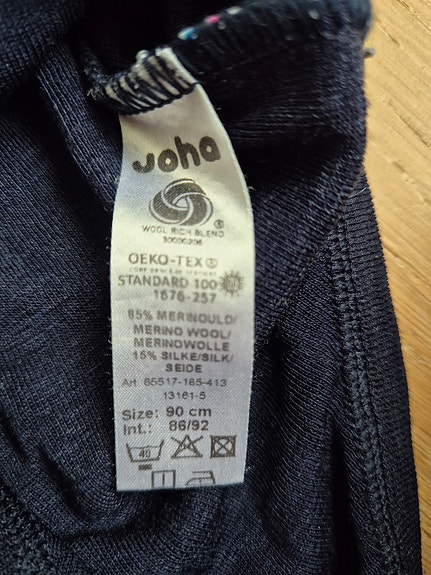 Joha
WOOL RICH BLEND
OEKO-TEX®
STANDARD 100
1676-257
85% MERINOULD/
MERINO WOOL/
MERINOWOLLE
15% SILKE/SILK/
SEIDE
Art. 65517-185-413
13161-5
Size: 90 cm
Int.: 86/92
40